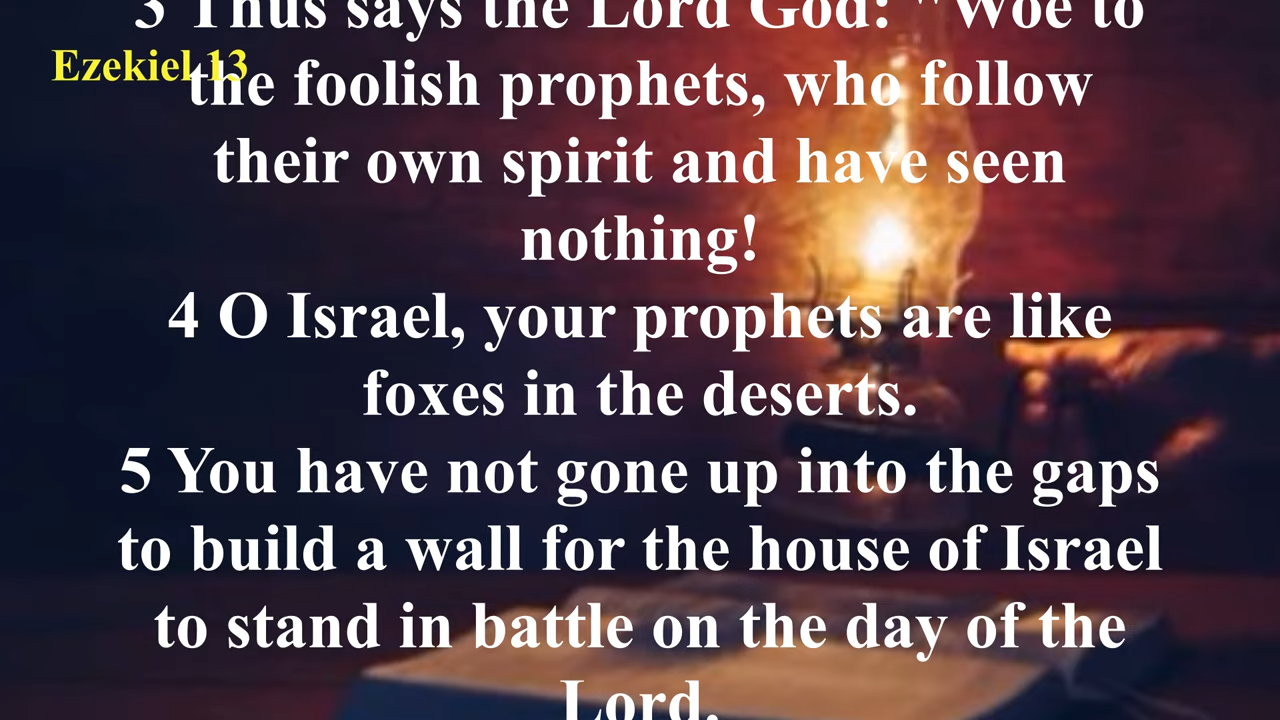 3 Thus says the Lord God: "Woe to
Ezekiel 13
the foolish prophets, who follow
their own spirit and have seen
nothing!
4 O Israel, your prophets are like
foxes in the deserts.
5 You have not gone up into the gaps
to build a wall for the house of Israel
to stand in battle on the day of the
Lord.